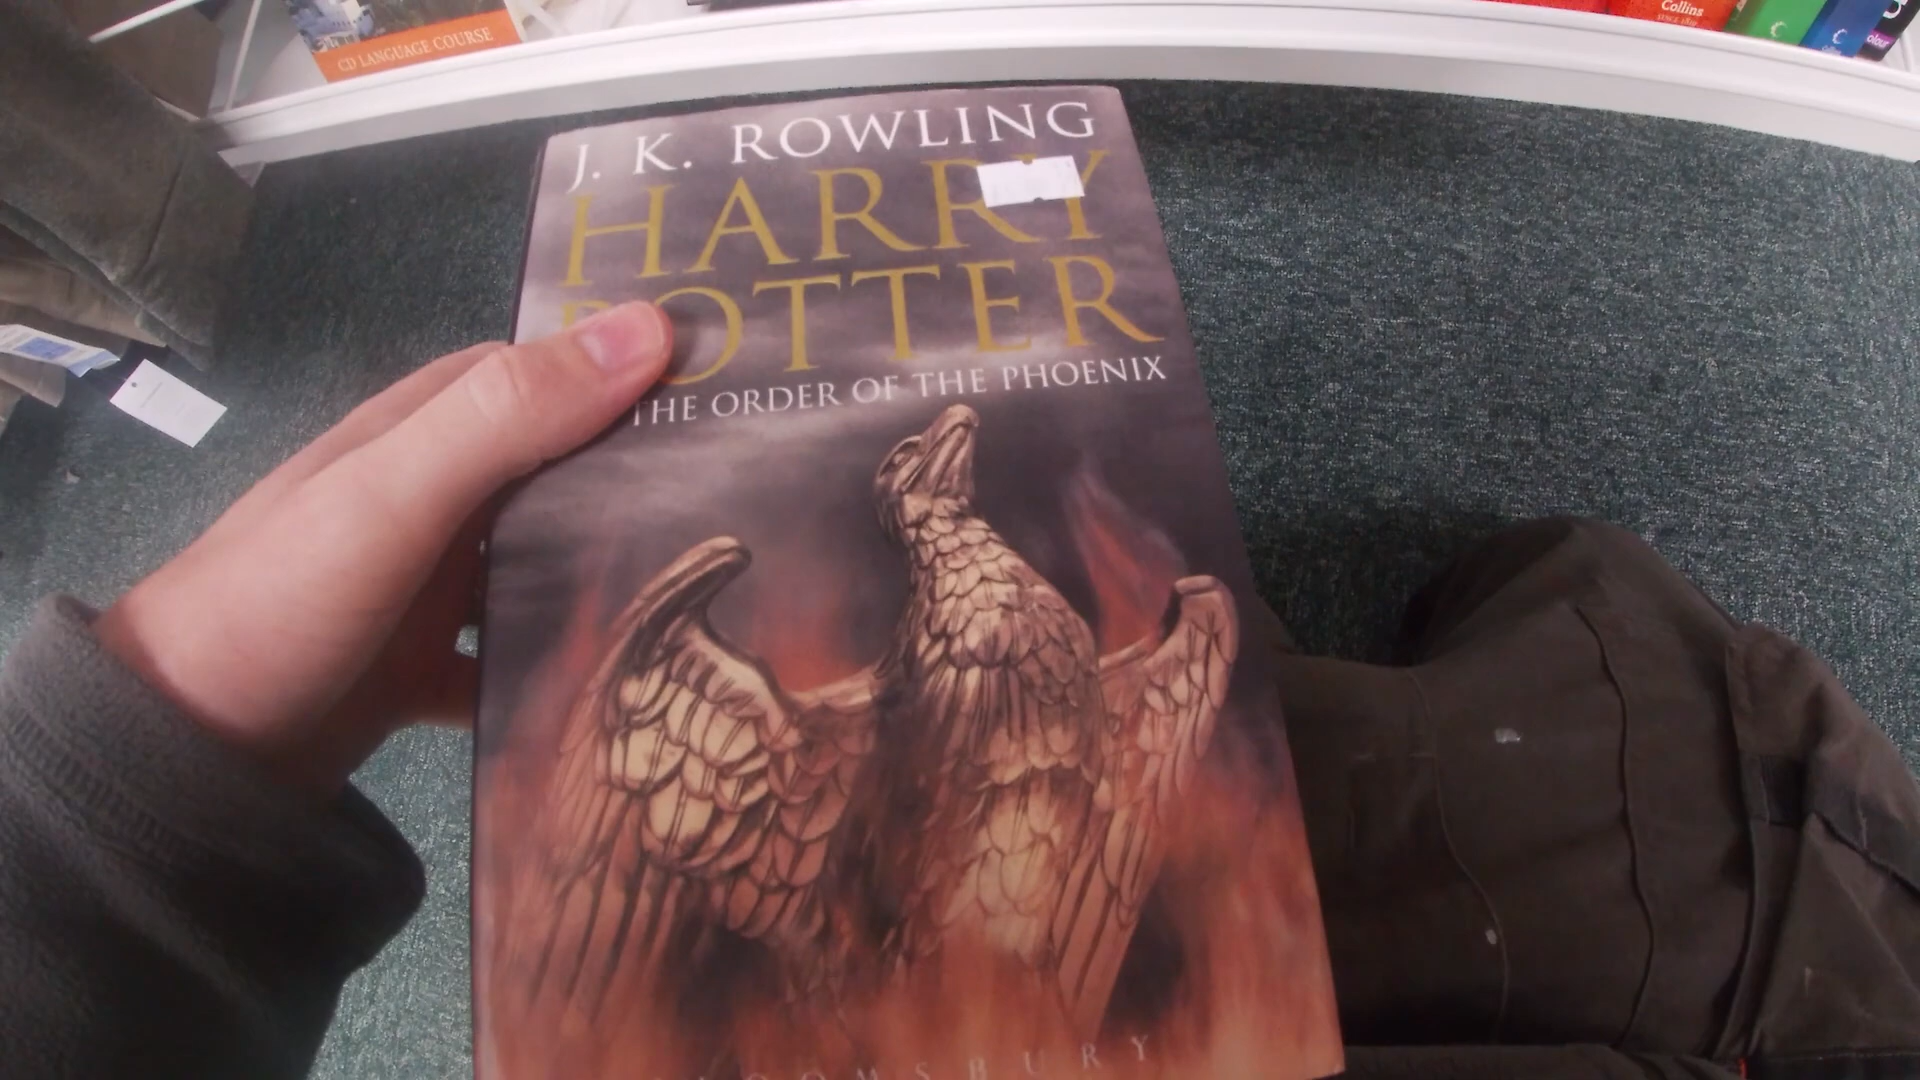 CD LANGUAGE COURSE
Collins
J. K. ROWLING
HARRY
POTTER
THE ORDER OF THE PHOENIX
BLOOMSBURY